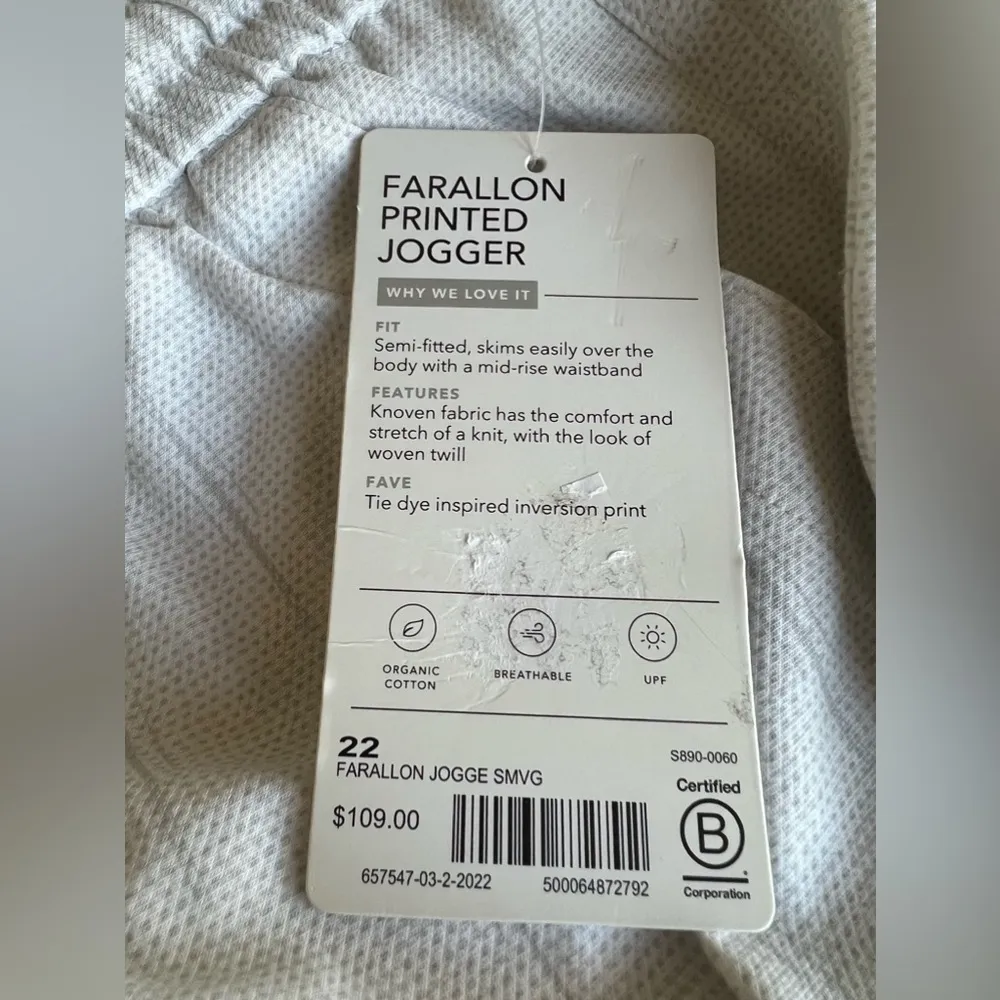 FARALLON
PRINTED
JOGGER
WHY WE LOVE IT
FIT
Semi-fitted, skims easily over the
body with a mid-rise waistband
FEATURES
Knoven fabric has the comfort and
stretch of a knit, with the look of
woven twill
FAVE
Tie dye inspired inversion print
ORGANIC
COTTON
BREATHABLE
UPF
22
S890-0060
FARALLON JOGGE SMVG
$109.00
657547-03-2-2022
500064872792
Certified
B
Corporation